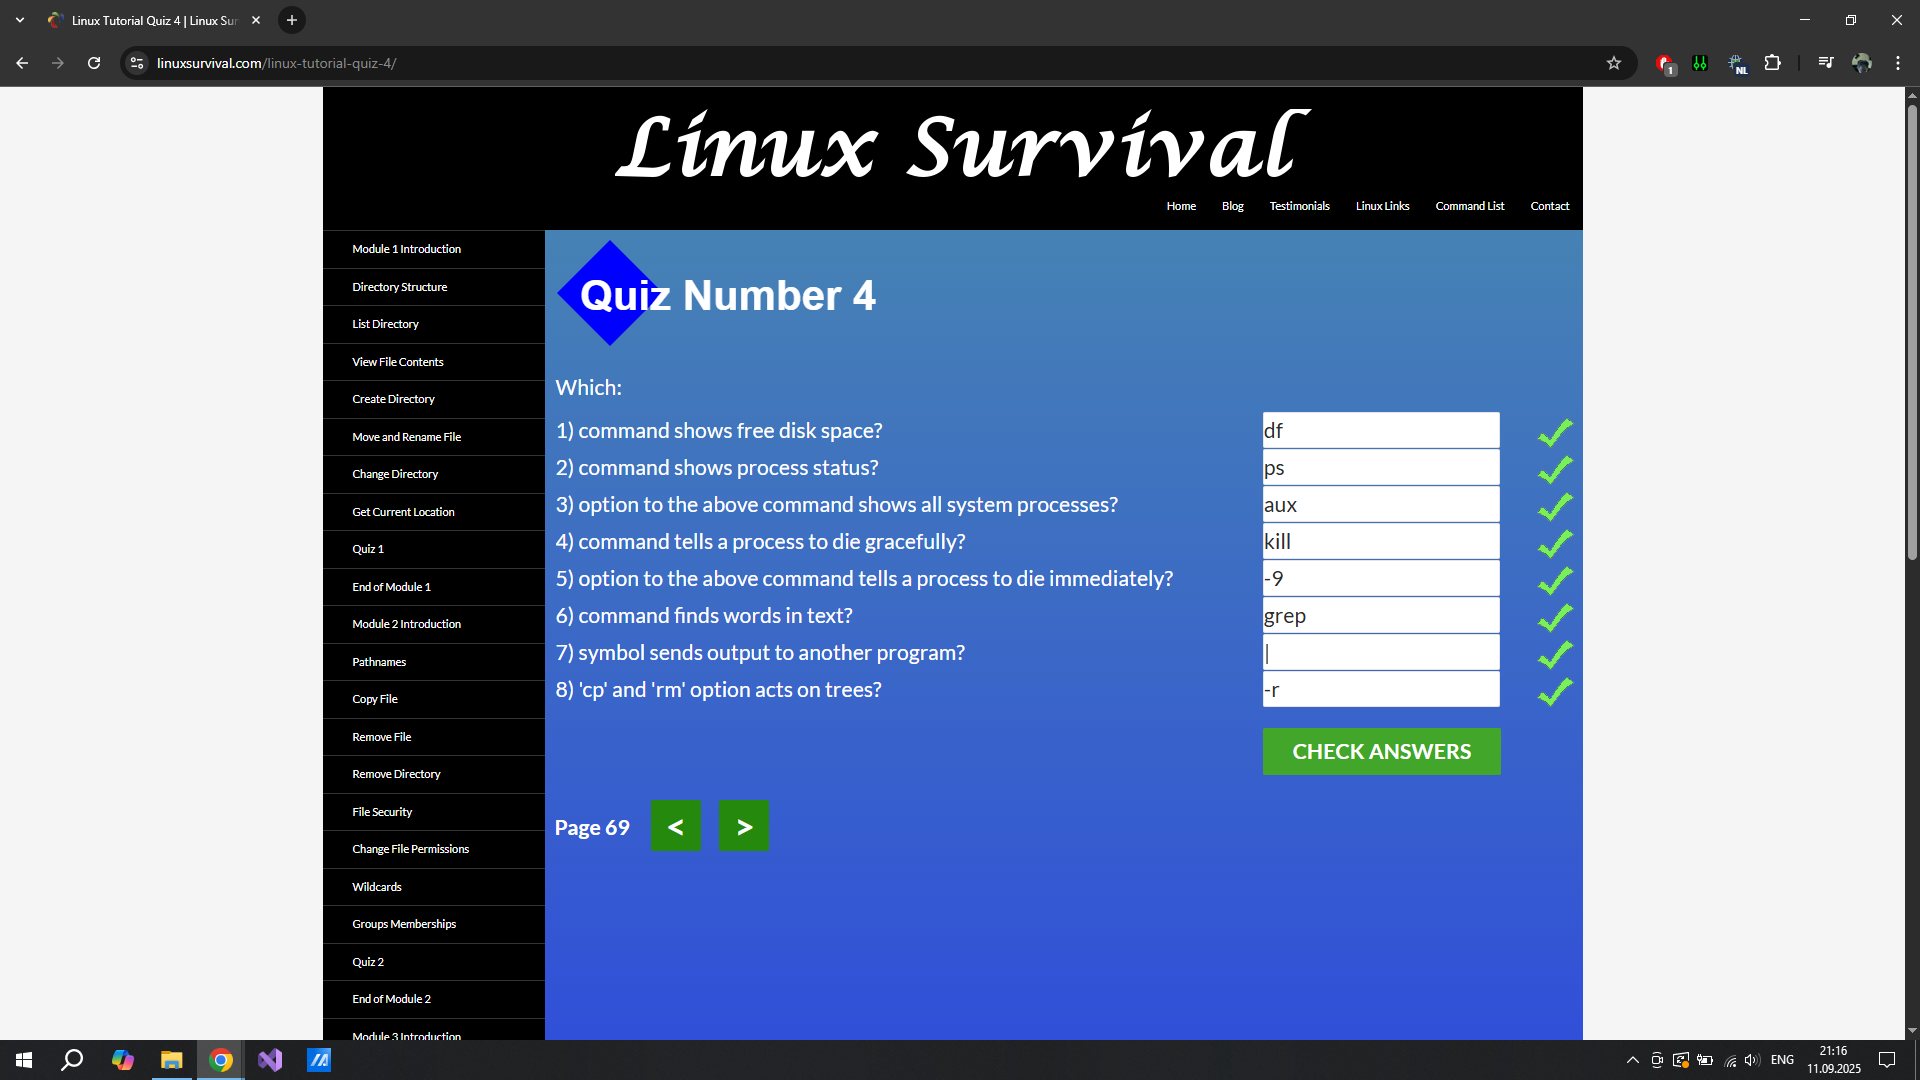 Linux Tutorial Quiz 4 | Linux Sur
linuxsurvival.com/linux-tutorial-quiz-4/
1
NL
Linux Survival
Home
Blog
Testimonials
Linux Links
Command List
Contact
Module 1 Introduction
Directory Structure
List Directory
View File Contents
Create Directory
Move and Rename File
Change Directory
Get Current Location
Quiz 1
End of Module 1
Module 2 Introduction
Pathnames
Copy File
Remove File
Remove Directory
File Security
Change File Permissions
Wildcards
Groups Memberships
Quiz 2
End of Module 2
Module 3 Introduction
Quiz Number 4
Which:
1) command shows free disk space? df
2) command shows process status? ps
3) option to the above command shows all system processes? aux
4) command tells a process to die gracefully? kill
5) option to the above command tells a process to die immediately? -9
6) command finds words in text? grep
7) symbol sends output to another program? |
8) 'cp' and 'rm' option acts on trees? -r
CHECK ANSWERS
Page 69 < >
ENG
21:16
11.09.2025